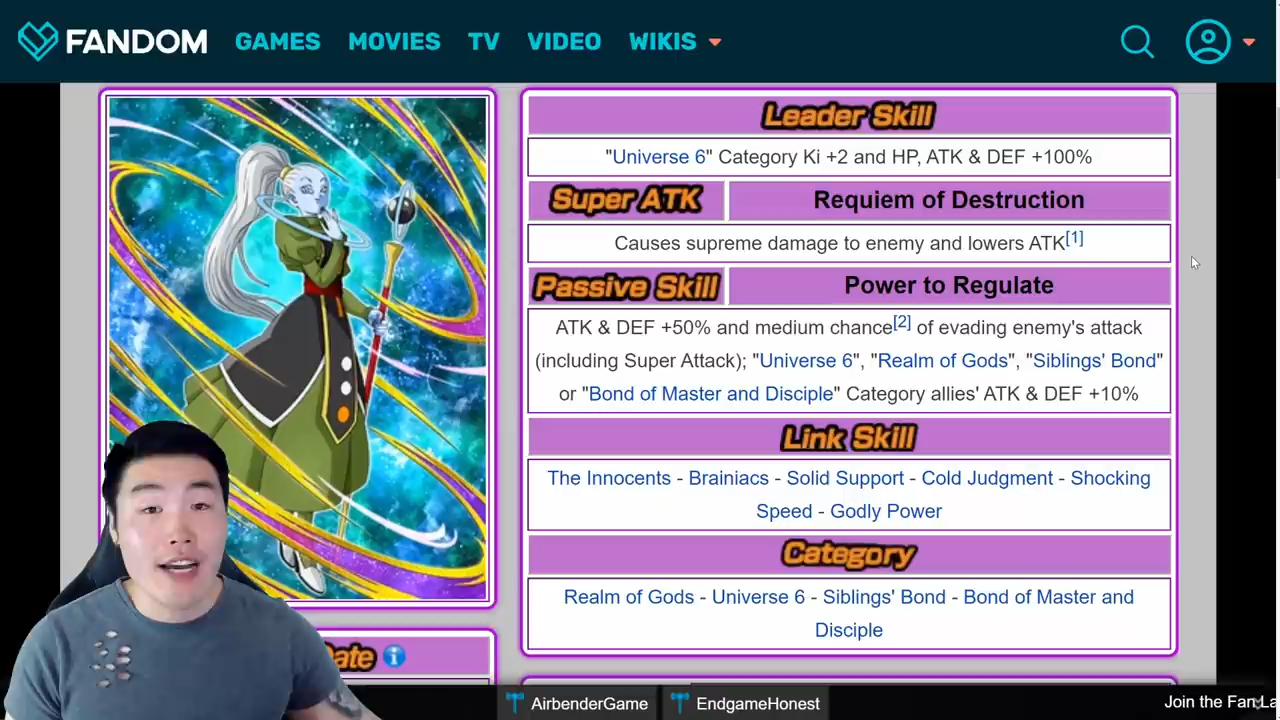 FANDOM GAMES MOVIES TV VIDEO WIKIS
Leader Skill
"Universe 6" Category Ki +2 and HP, ATK & DEF +100%
Super ATK Requiem of Destruction
Causes supreme damage to enemy and lowers ATK[1]
Passive Skill Power to Regulate
ATK & DEF +50% and medium chance[2] of evading enemy's attack
(including Super Attack); "Universe 6", "Realm of Gods", "Siblings' Bond"
or "Bond of Master and Disciple" Category allies' ATK & DEF +10%
Link Skill
The Innocents - Brainiacs - Solid Support - Cold Judgment - Shocking
Speed - Godly Power
Category
Realm of Gods - Universe 6 - Siblings' Bond - Bond of Master and
Disciple
AirbenderGame EndgameHonest Join the Fan